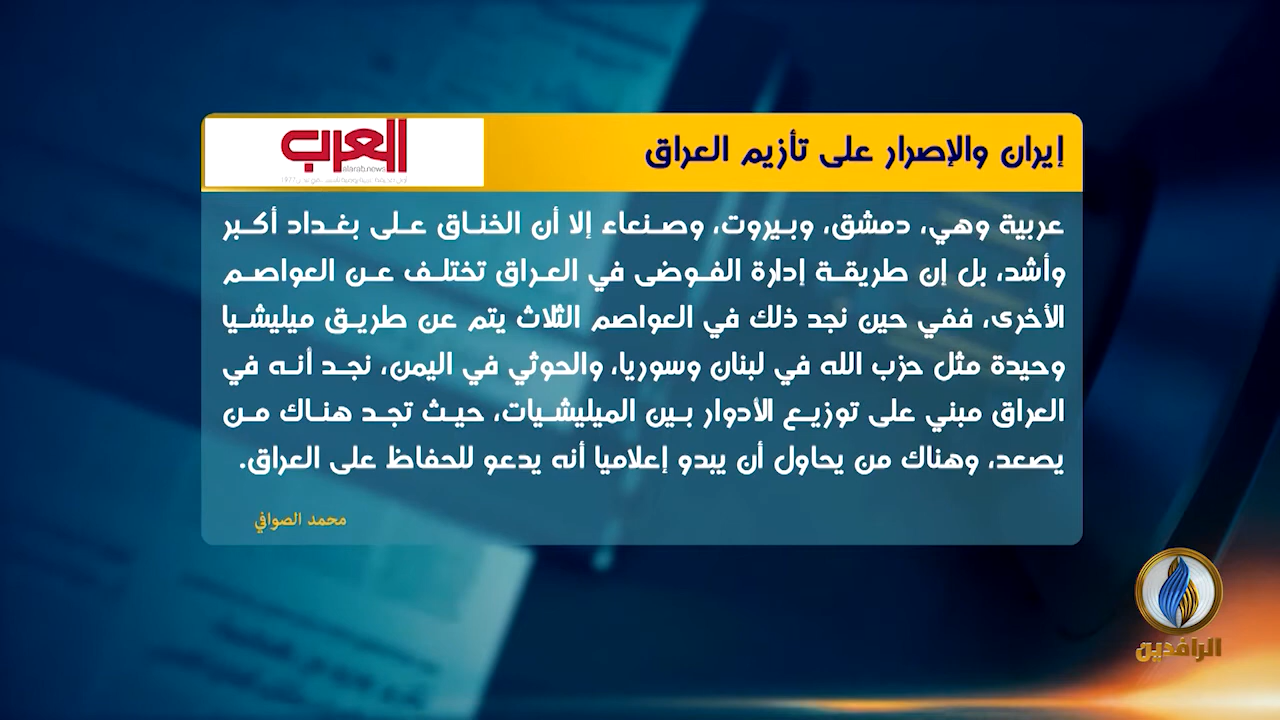 إيران والإصرار على تأزيم العراق
العرب
alarab.news
عربية وهي، دمشق، وبيروت، وصنعاء إلا أن الخناق على بغداد أكبر
وأشد، بل إن طريقة إدارة الفوضى في العراق تختلف عن العواصم
الأخرى، ففي حين نجد ذلك في العواصم الثلاث يتم عن طريق ميليشيا
وحيدة مثل حزب الله في لبنان وسوريا، والحوثي في اليمن، نجد أنه في
العراق مبني على توزيع الأدوار بين الميليشيات، حيث تجد هناك من
يصعد، وهناك من يحاول أن يبدو إعلاميا أنه يدعو للحفاظ على العراق.
محمد الصوافي
الرافدين